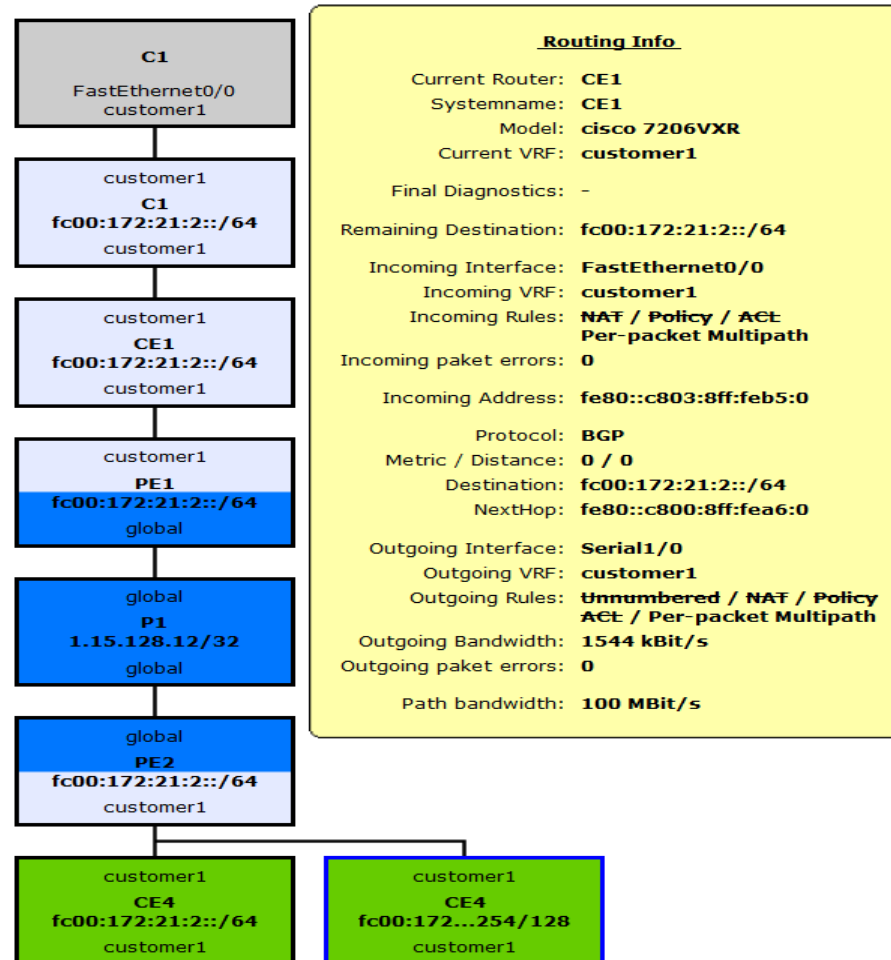 C1
FastEthernet0/0
customer1
customer1
C1
fc00:172:21:2::/64
customer1
customer1
CE1
fc00:172:21:2::/64
customer1
customer1
PE1
fc00:172:21:2::/64
global
global
P1
1.15.128.12/32
global
global
PE2
fc00:172:21:2::/64
customer1
customer1
CE4
fc00:172:21:2::/64
customer1
customer1
CE4
fc00:172...254/128
customer1
Routing Info
Current Router: CE1
Systemname: CE1
Model: cisco 7206VXR
Current VRF: customer1
Final Diagnostics: -
Remaining Destination: fc00:172:21:2::/64
Incoming Interface: FastEthernet0/0
Incoming VRF: customer1
Incoming Rules: NAT / Policy / ACL
Per-packet Multipath
Incoming paket errors: 0
Incoming Address: fe80::c803:8ff:feb5:0
Protocol: BGP
Metric / Distance: 0 / 0
Destination: fc00:172:21:2::/64
NextHop: fe80::c800:8ff:fea6:0
Outgoing Interface: Serial1/0
Outgoing VRF: customer1
Outgoing Rules: Unnumbered / NAT / Policy
ACL / Per-packet Multipath
Outgoing Bandwidth: 1544 kBit/s
Outgoing paket errors: 0
Path bandwidth: 100 MBit/s